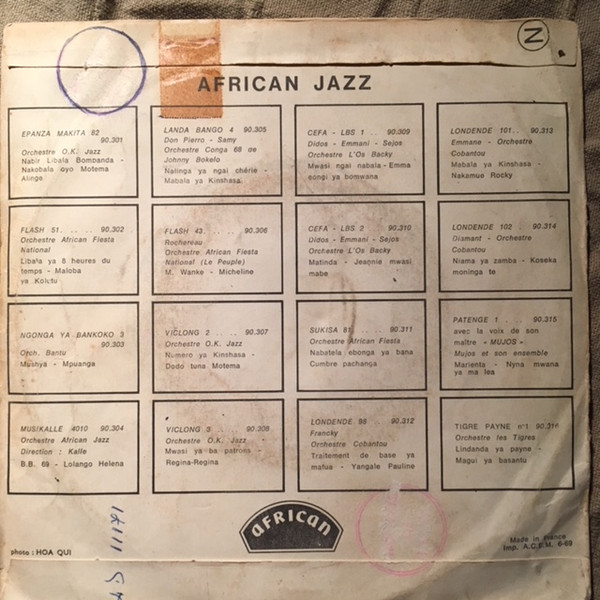 N
AFRICAN JAZZ
EPANZA MAKITA 82
90.301
Orchestre O.K. Jazz
Nabir Libala Bombanda -
Nakobala oyo Motema
Alinge
LANDA BANGO 4 90.305
Don Pierro - Samy
Orchestre Conga 68 de
Johnny Bokelo
Nalinga ya ngai chérie -
Mabala ya Kinshasa
CEFA - LBS 1 .. 90.309
Didos - Emmani - Sejos
Orchestre L'Os Backy
Mwasi ngai nabala - Emma
songi ya bomwana
LONDENDE 101.. 90.313
Emmano - Orchestre
Cobantou
Mabala ya Kinshasa -
Nakamue Rocky
FLASH 51. .. .. 90.302
Orchestre African Fiesta
National
Libala ya 8 heures du
temps - Maloba
ya Kolutu
FLASH 43. .. .. 90.306
Rochereau
Orchestre African Fiesta
National (Le Peuple)
M. Wanke - Micheline
CEFA - LBS 2 .. 90.310
Didos - Emmani - Sejos
Orchestre L'Os Backy
Matinda - Jeannie mwasi
mabe
LONDENDE 102 .. 90.314
Diamant - Orchestre
Cobantou
Niama ya zamba - Koseka
moninga te
NGONGA YA BANKOKO 3
90.303
Orch. Bantu
Mashya - Mpuanga
VICLONG 2 .. .. 90.307
Orchestre O.K. Jazz
Numero ya Kinshasa -
Dodo tuna Motema
SUKISA 81. .. 90.311
Orchestre African Fiesta
Nabatela ebonga ya bana
Cumbre pachança
PATENGE 1 .. 90.315
avec la voix de son
maître « MUJOS »
Mujos et son ensemble
Marienta - Nyna mwana
ya ma lea
MUSIKALLE 4010 90.304
Orchestre African Jazz
Direction : Kalle
B.B. 69 - Lolango Helena
VICLONG 3 .. .. 90.308
Orchestre O.K. Jazz
Mwasi ya ba patrons -
Regina-Regina
LONDENDE 98 .. 90.312
Francky
Orchestre Cobantou
Traitement de base ya
mafua - Yangale Pauline
TIGRE PAYNE n°1 90.316
Orchestre les Tigres
Lindanda ya payne -
Magui ya basantu
AFRICAN
photo : HOA QUI
Made in France
Imp. A.C.E.M. 6-69